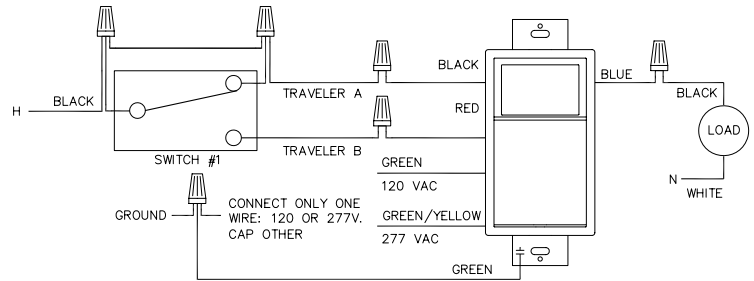 H
BLACK
SWITCH #1
TRAVELER A
TRAVELER B
BLACK
RED
BLUE
BLACK
LOAD
N
WHITE
GREEN
120 VAC
GREEN/YELLOW
277 VAC
GROUND
CONNECT ONLY ONE
WIRE: 120 OR 277V.
CAP OTHER
GREEN